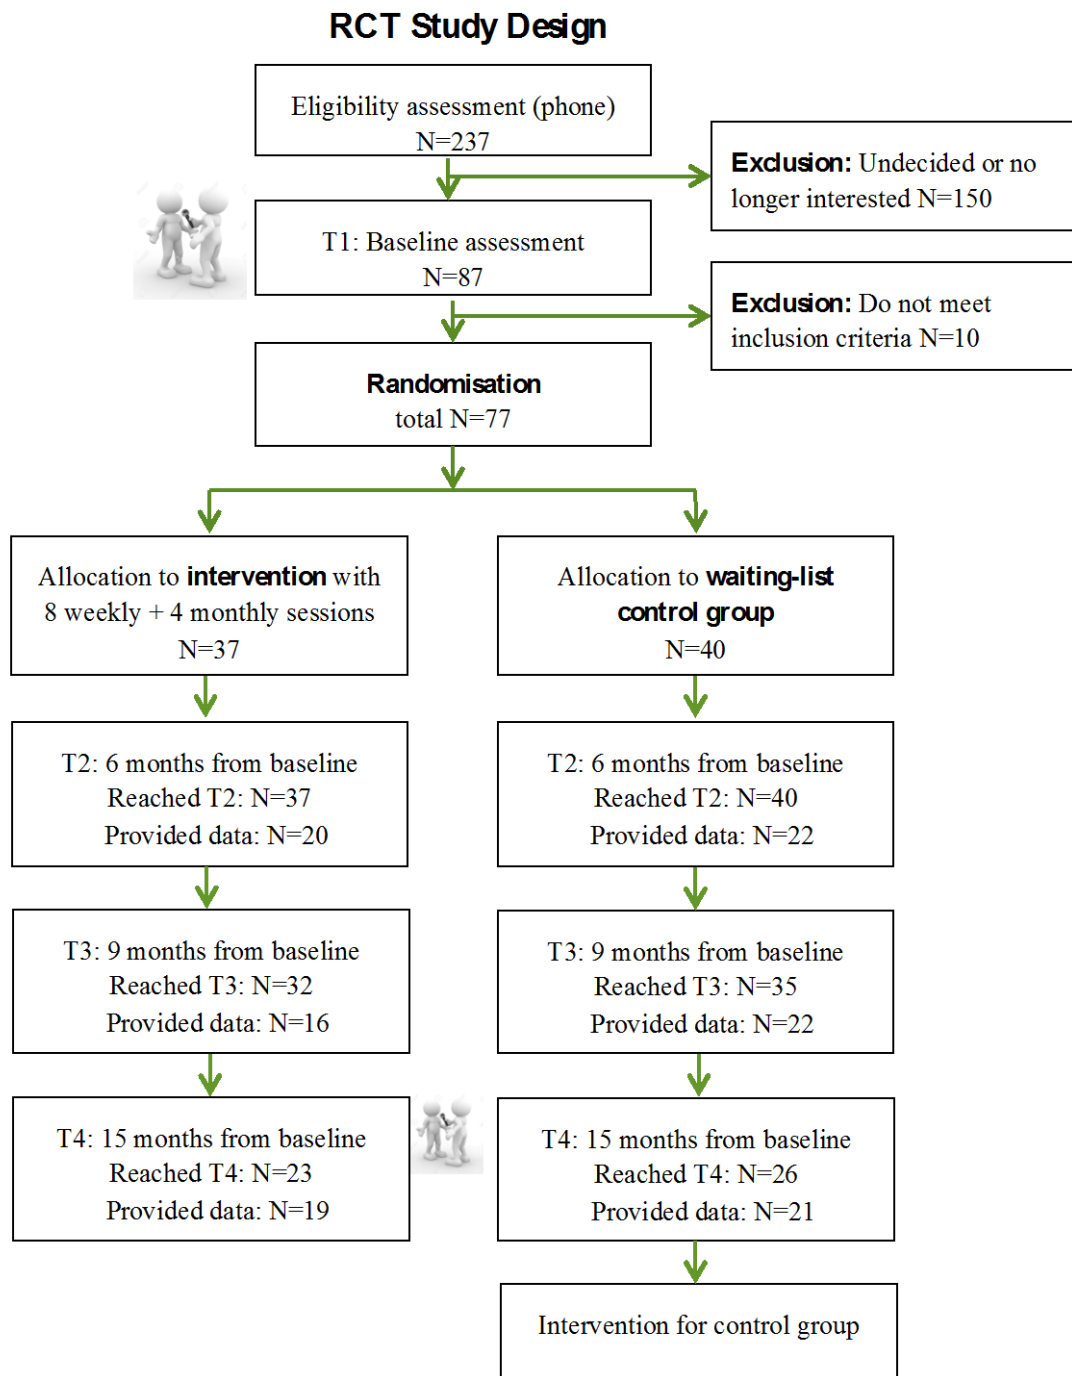 RCT Study Design
Eligibility assessment (phone)
N=237
Exclusion: Undecided or no
longer interested N=150
T1: Baseline assessment
N=87
Exclusion: Do not meet
inclusion criteria N=10
Randomisation
total N=77
Allocation to intervention with
8 weekly + 4 monthly sessions
N=37
Allocation to waiting-list
control group
N=40
T2: 6 months from baseline
Reached T2: N=37
Provided data: N=20
T2: 6 months from baseline
Reached T2: N=40
Provided data: N=22
T3: 9 months from baseline
Reached T3: N=32
Provided data: N=16
T3: 9 months from baseline
Reached T3: N=35
Provided data: N=22
T4: 15 months from baseline
Reached T4: N=23
Provided data: N=19
T4: 15 months from baseline
Reached T4: N=26
Provided data: N=21
Intervention for control group